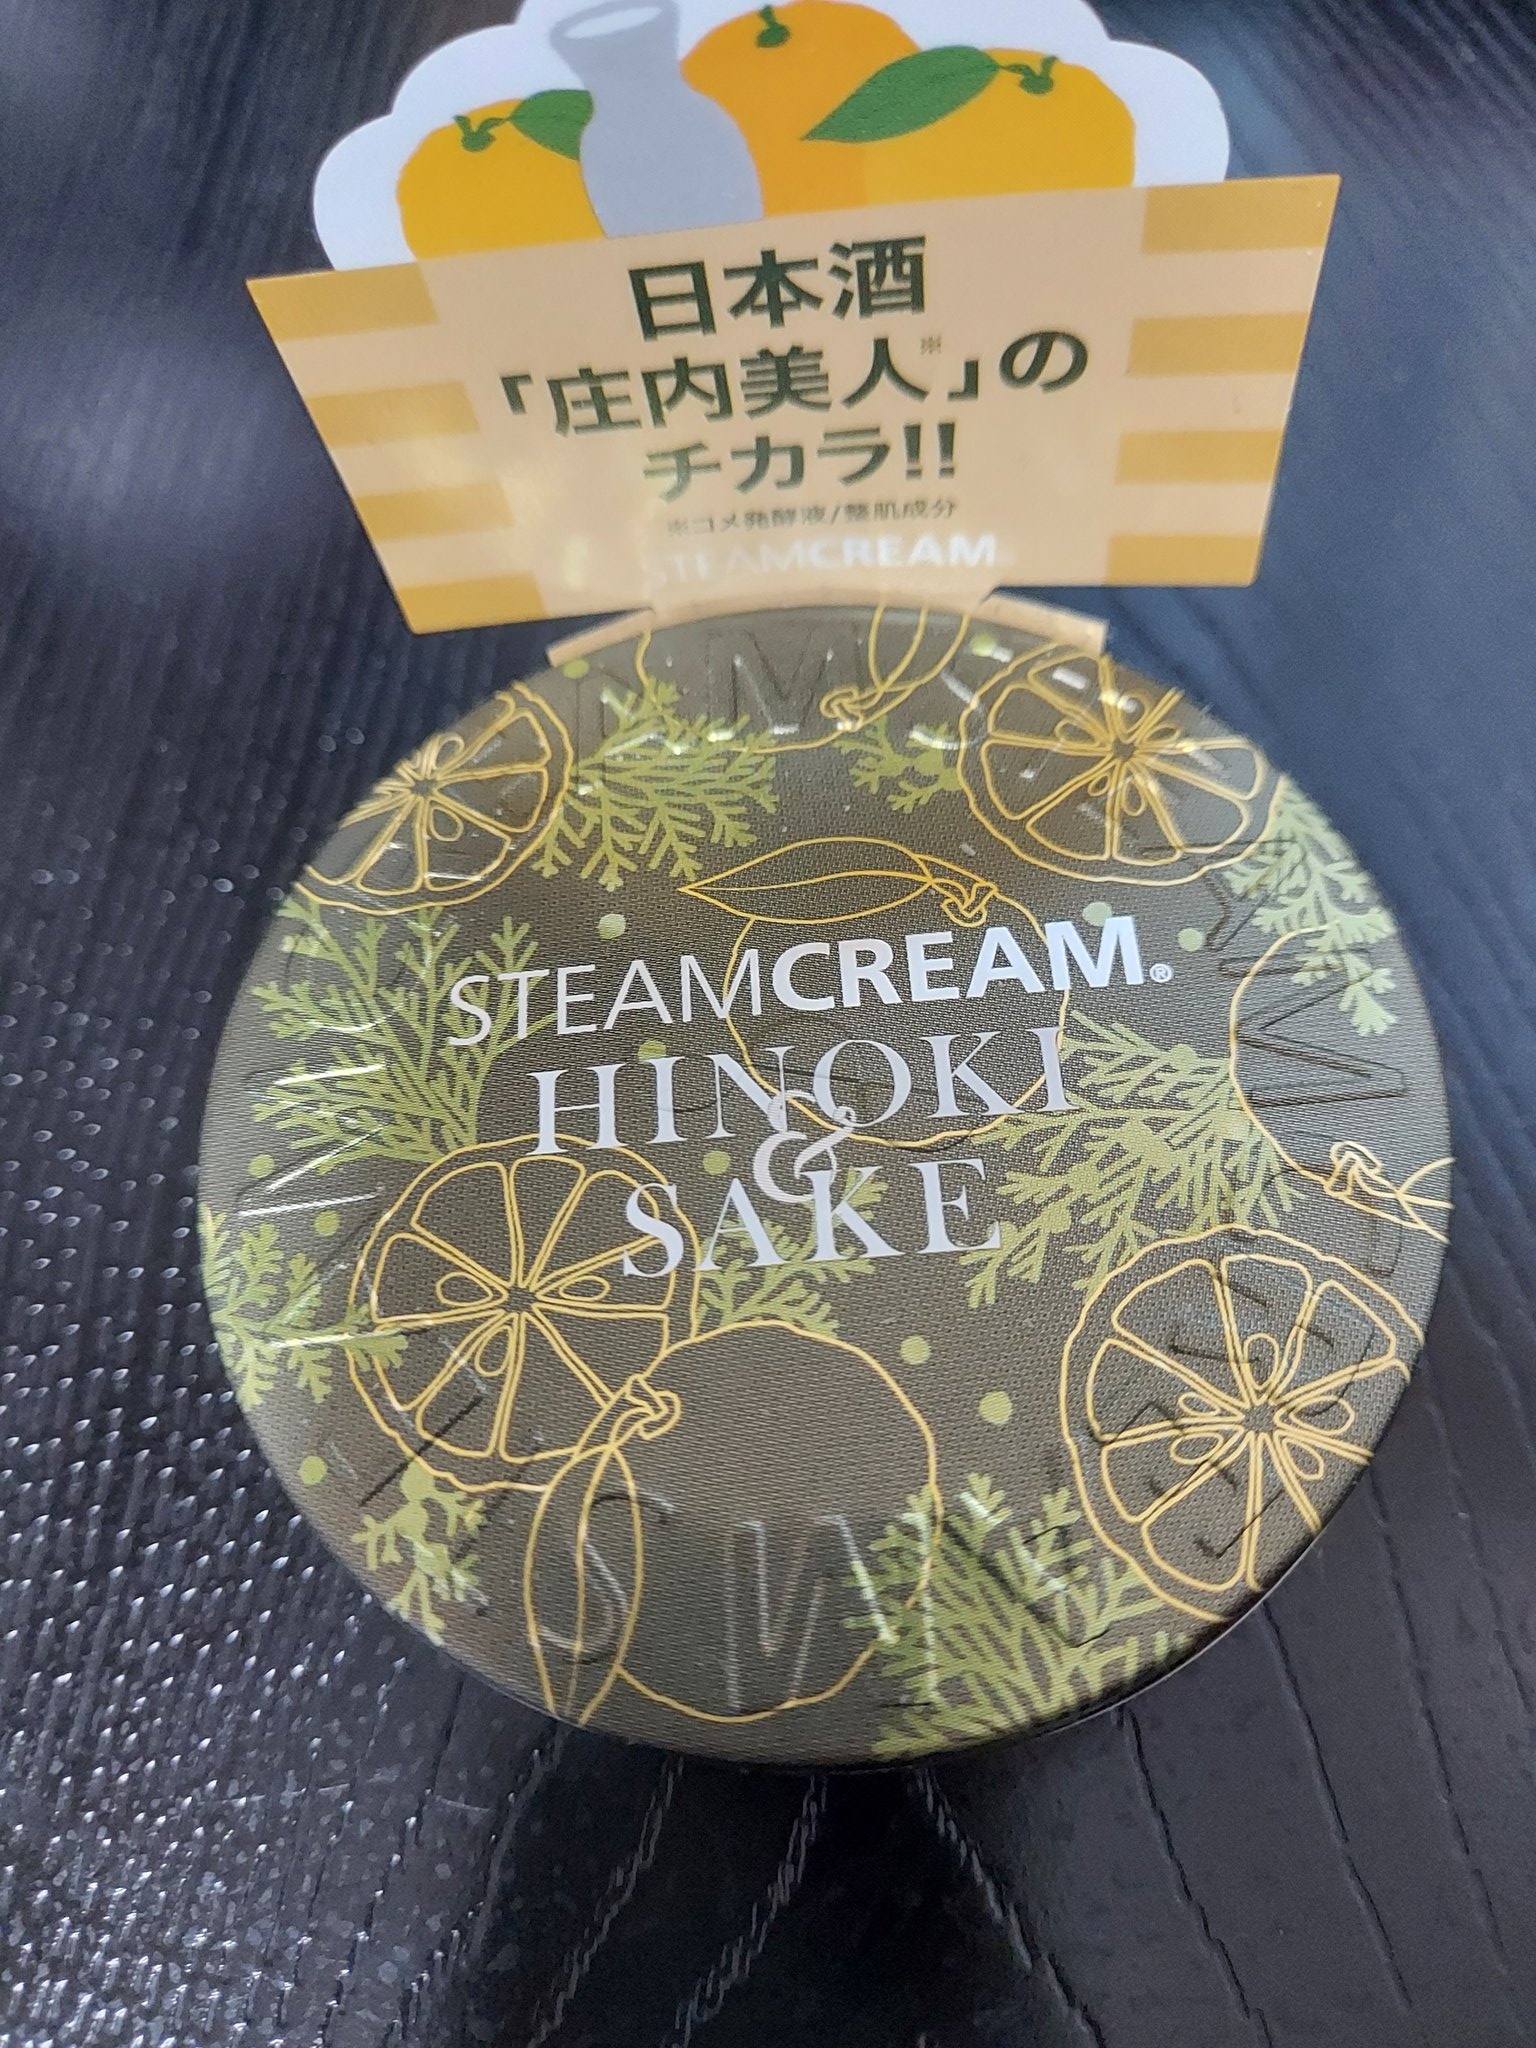 日本酒
「庄内美人※」の
チカラ!!
※コメ発酵液/整肌成分
STEAMCREAM
STEAMCREAM®
HINOKI
&
SAKE